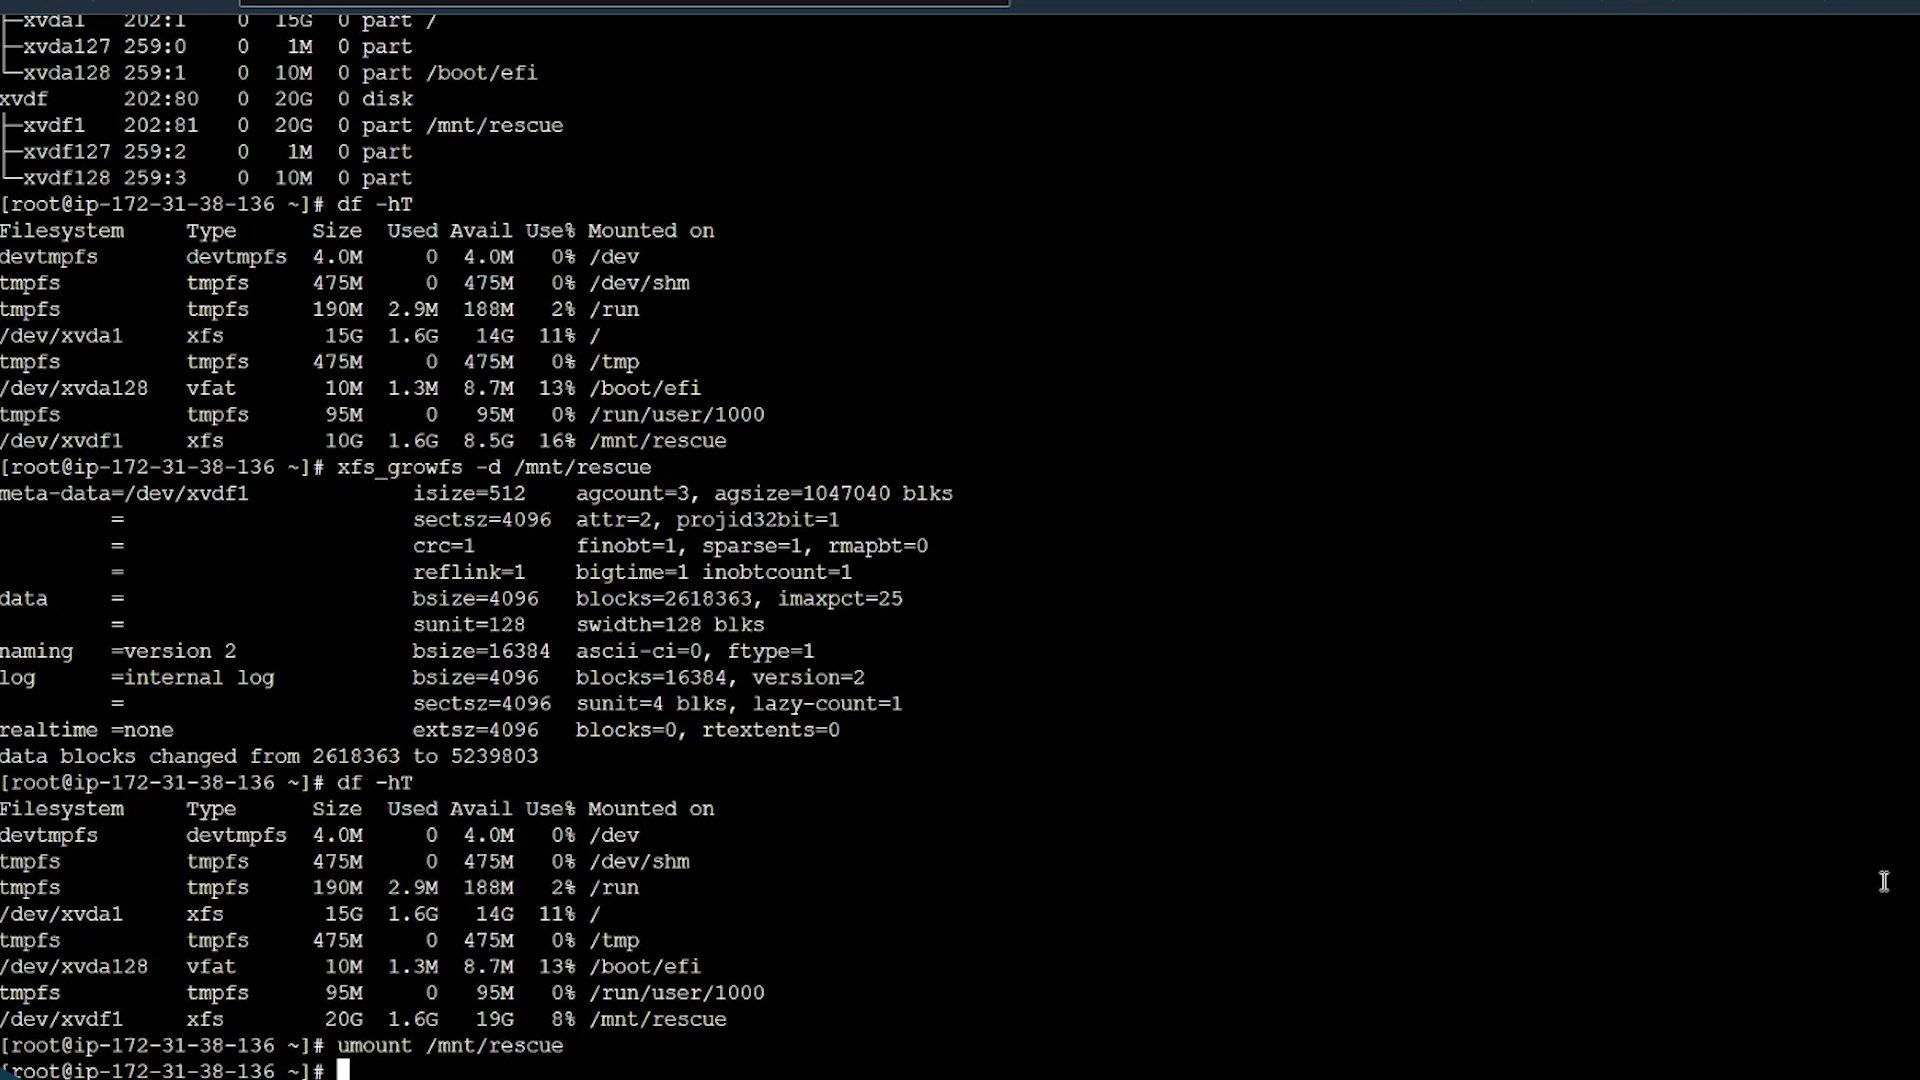 ├─xvda1   202:1    0  15G  0 part /
├─xvda127 259:0    0   1M  0 part
└─xvda128 259:1    0  10M  0 part /boot/efi
xvdf      202:80   0  20G  0 disk
├─xvdf1   202:81   0  20G  0 part /mnt/rescue
├─xvdf127 259:2    0   1M  0 part
└─xvdf128 259:3    0  10M  0 part
[root@ip-172-31-38-136 ~]# df -hT
Filesystem     Type      Size  Used Avail Use% Mounted on
devtmpfs       devtmpfs  4.0M     0  4.0M   0% /dev
tmpfs          tmpfs     475M     0  475M   0% /dev/shm
tmpfs          tmpfs     190M  2.9M  188M   2% /run
/dev/xvda1     xfs        15G  1.6G   14G  11% /
tmpfs          tmpfs     475M     0  475M   0% /tmp
/dev/xvda128   vfat       10M  1.3M  8.7M  13% /boot/efi
tmpfs          tmpfs      95M     0   95M   0% /run/user/1000
/dev/xvdf1     xfs        10G  1.6G  8.5G  16% /mnt/rescue
[root@ip-172-31-38-136 ~]# xfs_growfs -d /mnt/rescue
meta-data=/dev/xvdf1             isize=512    agcount=3, agsize=1047040 blks
         =                       sectsz=4096  attr=2, projid32bit=1
         =                       crc=1        finobt=1, sparse=1, rmapbt=0
         =                       reflink=1    bigtime=1 inobtcount=1
data     =                       bsize=4096   blocks=2618363, imaxpct=25
         =                       sunit=128    swidth=128 blks
naming   =version 2              bsize=16384  ascii-ci=0, ftype=1
log      =internal log           bsize=4096   blocks=16384, version=2
         =                       sectsz=4096  sunit=4 blks, lazy-count=1
realtime =none                   extsz=4096   blocks=0, rtextents=0
data blocks changed from 2618363 to 5239803
[root@ip-172-31-38-136 ~]# df -hT
Filesystem     Type      Size  Used Avail Use% Mounted on
devtmpfs       devtmpfs  4.0M     0  4.0M   0% /dev
tmpfs          tmpfs     475M     0  475M   0% /dev/shm
tmpfs          tmpfs     190M  2.9M  188M   2% /run
/dev/xvda1     xfs        15G  1.6G   14G  11% /
tmpfs          tmpfs     475M     0  475M   0% /tmp
/dev/xvda128   vfat       10M  1.3M  8.7M  13% /boot/efi
tmpfs          tmpfs      95M     0   95M   0% /run/user/1000
/dev/xvdf1     xfs        20G  1.6G   19G   8% /mnt/rescue
[root@ip-172-31-38-136 ~]# umount /mnt/rescue
[root@ip-172-31-38-136 ~]#